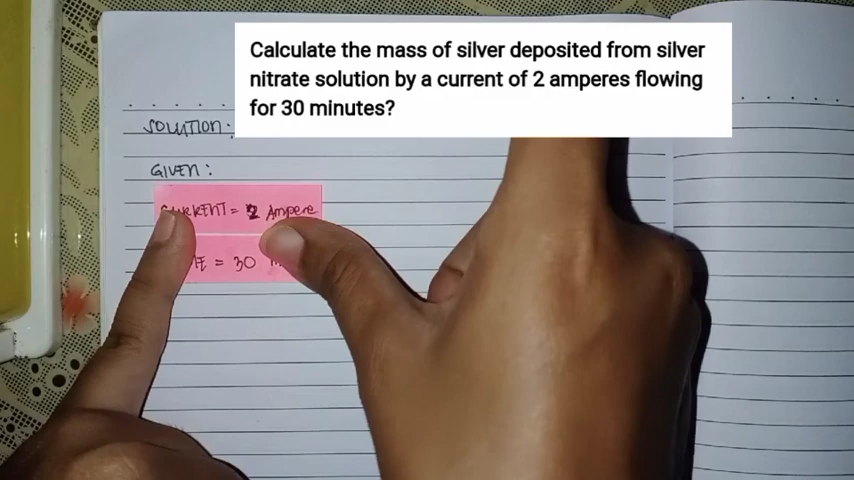 Calculate the mass of silver deposited from silver
nitrate solution by a current of 2 amperes flowing
for 30 minutes?
SOLUTION:
GIVEN:
CURRENT = 2 Ampere
= 30